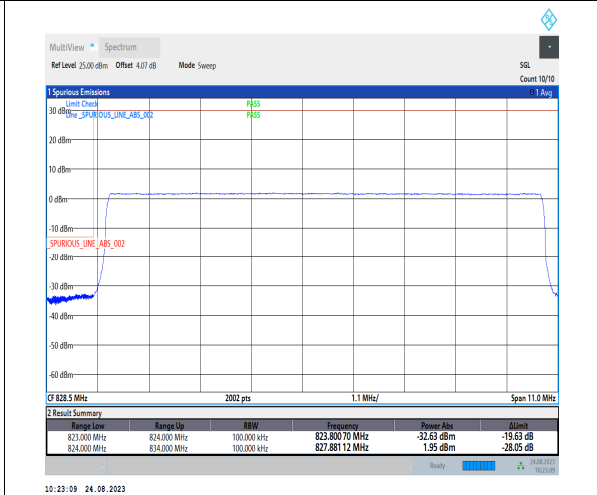 MultiView Spectrum
Ref Level 25.00 dBm Offset 4.07 dB Mode Sweep SGL
Count 10/10
1 Spurious Emissions 1 Avg
Limit Check PASS
30 dBm
Line _SPURIOUS_LINE_ABS_002 PASS
20 dBm
10 dBm
0 dBm
-10 dBm
_SPURIOUS_LINE_ABS_002
-20 dBm
-30 dBm
-40 dBm
-50 dBm
-60 dBm
CF 828.5 MHz 2002 pts 1.1 MHz/ Span 11.0 MHz
2 Result Summary
Range Low Range Up RBW Frequency Power Abs ΔLimit
823.000 MHz 824.000 MHz 100.000 kHz 823.80070 MHz -32.63 dBm -19.63 dB
824.000 MHz 834.000 MHz 100.000 kHz 827.88112 MHz 1.95 dBm -28.05 dB
Ready 24.08.2023
10:23:09
10:23:09 24.08.2023